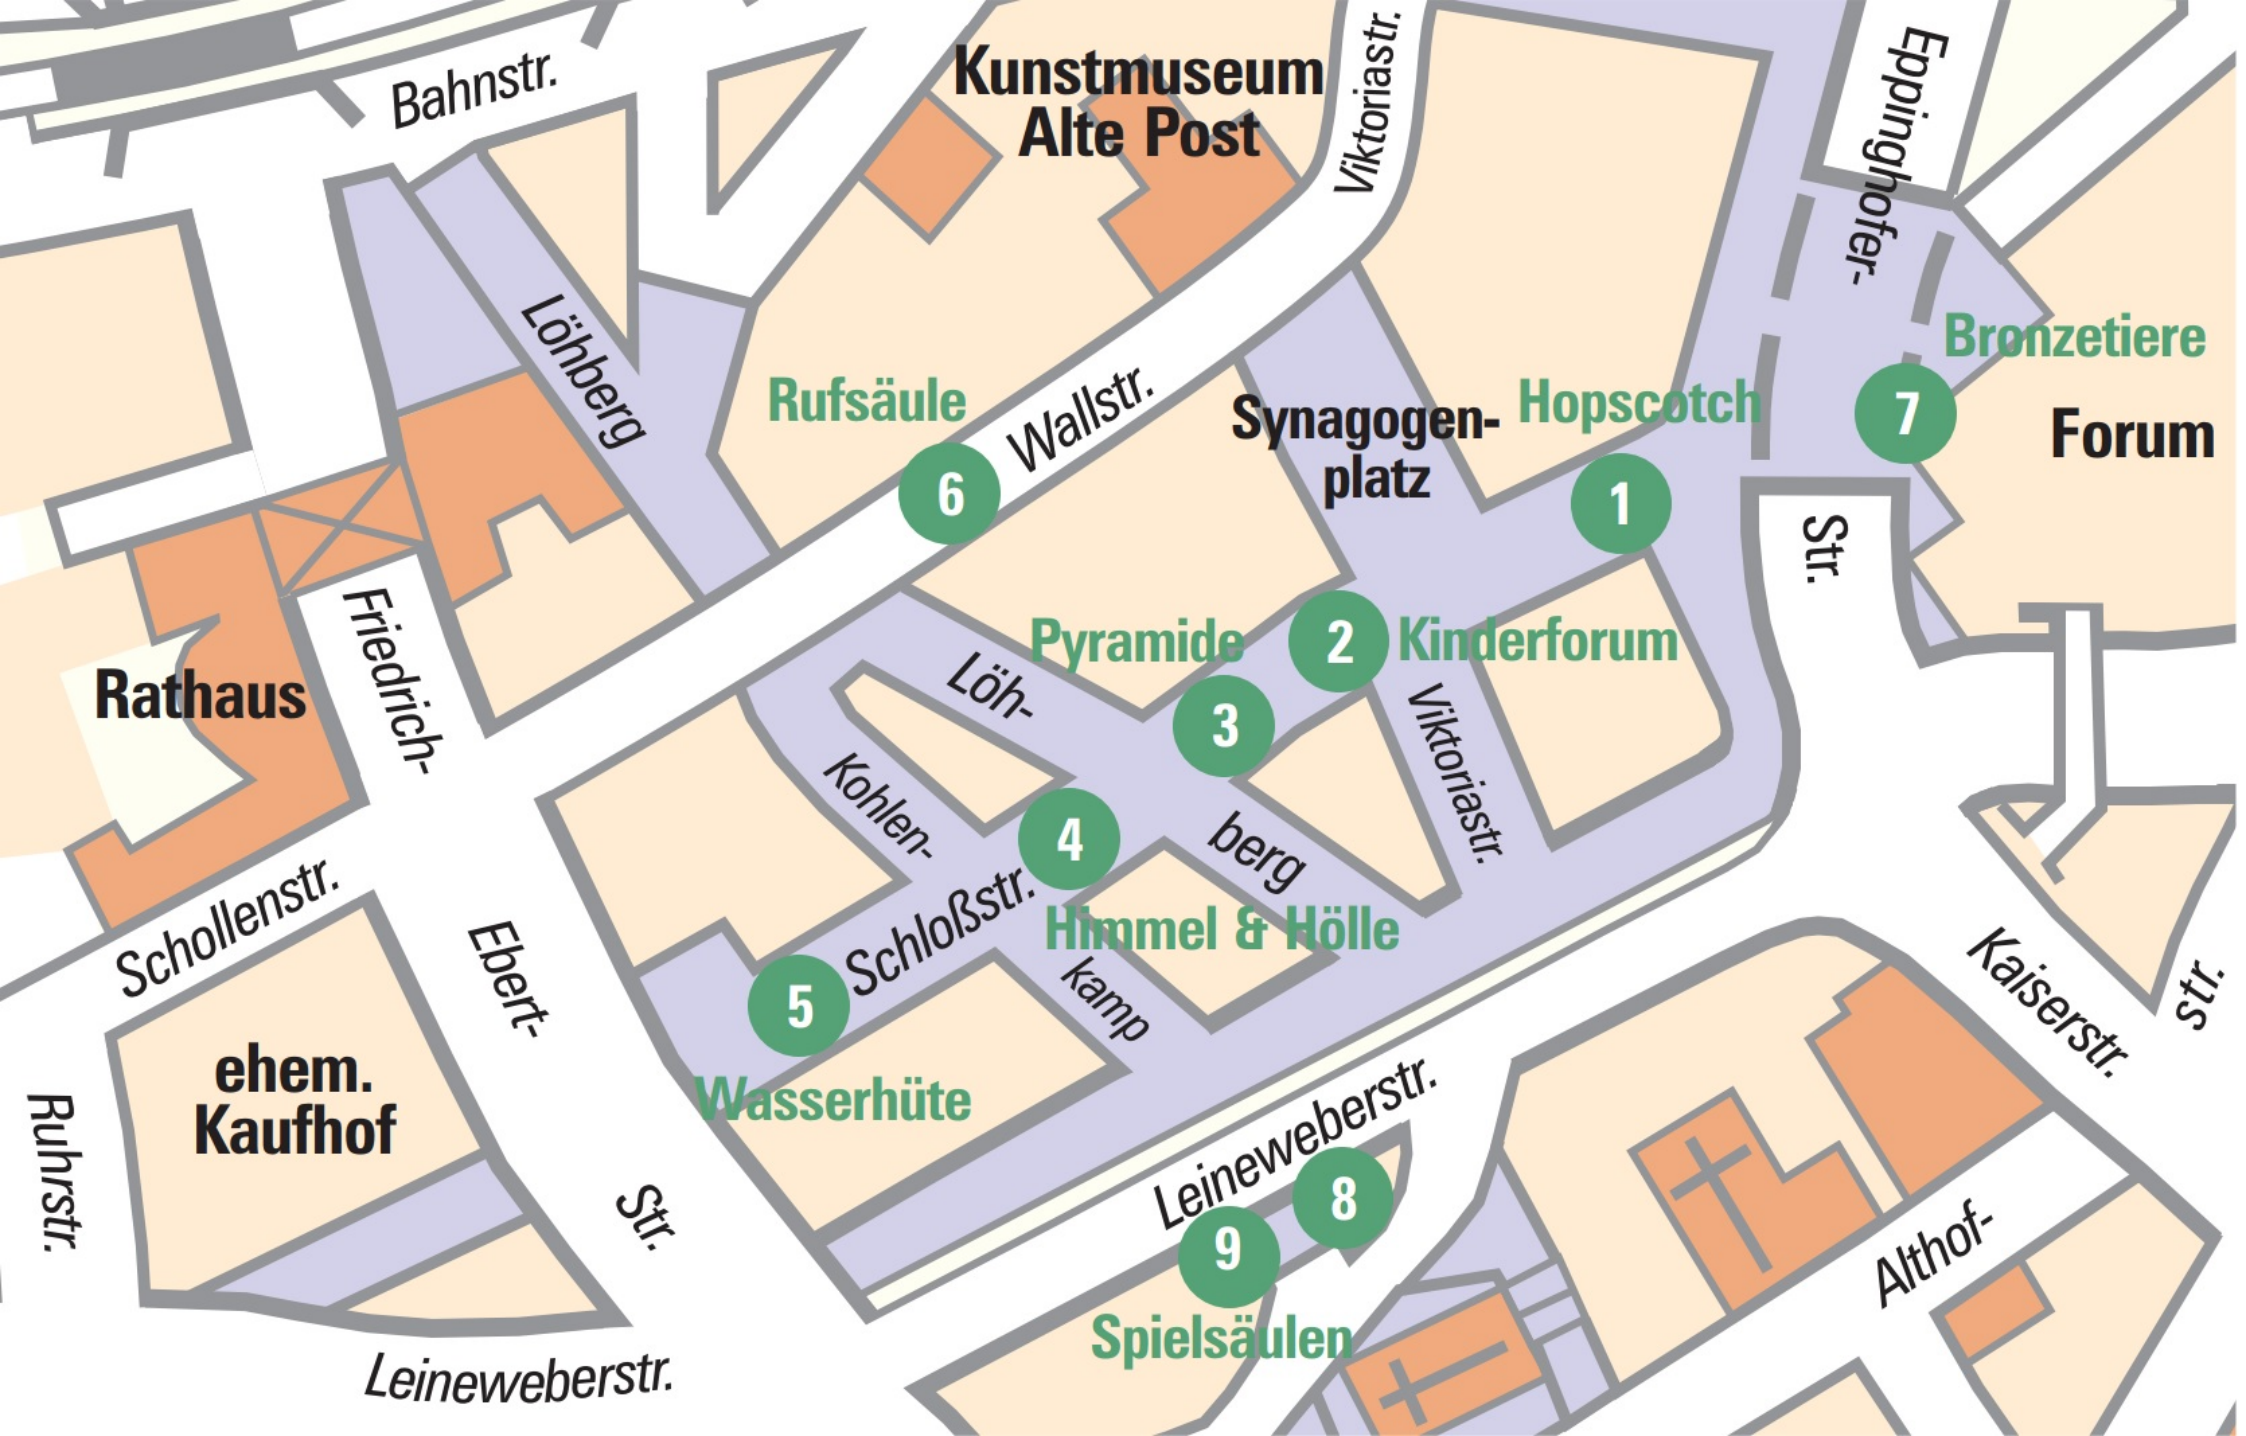 Bahnstr.
Kunstmuseum
Alte Post
Viktoriastr.
Eppinghofer-
Löhberg
Bronzetiere
Rufsäule
Wallstr.
Synagogen-
platz
Hopscotch
7
Forum
6
1
Str.
Friedrich-
Rathaus
Pyramide
2
Kinderforum
Löh-
3
Viktoriastr.
Kohlen-
4
berg
Schloßstr.
Himmel & Hölle
Schollenstr.
Ebert-
5
kamp
Kaiserstr.
str.
ehem.
Kaufhof
Wasserhüte
Ruhrstr.
Str.
Leineweberstr.
8
9
Althof-
Spielsäulen
Leineweberstr.